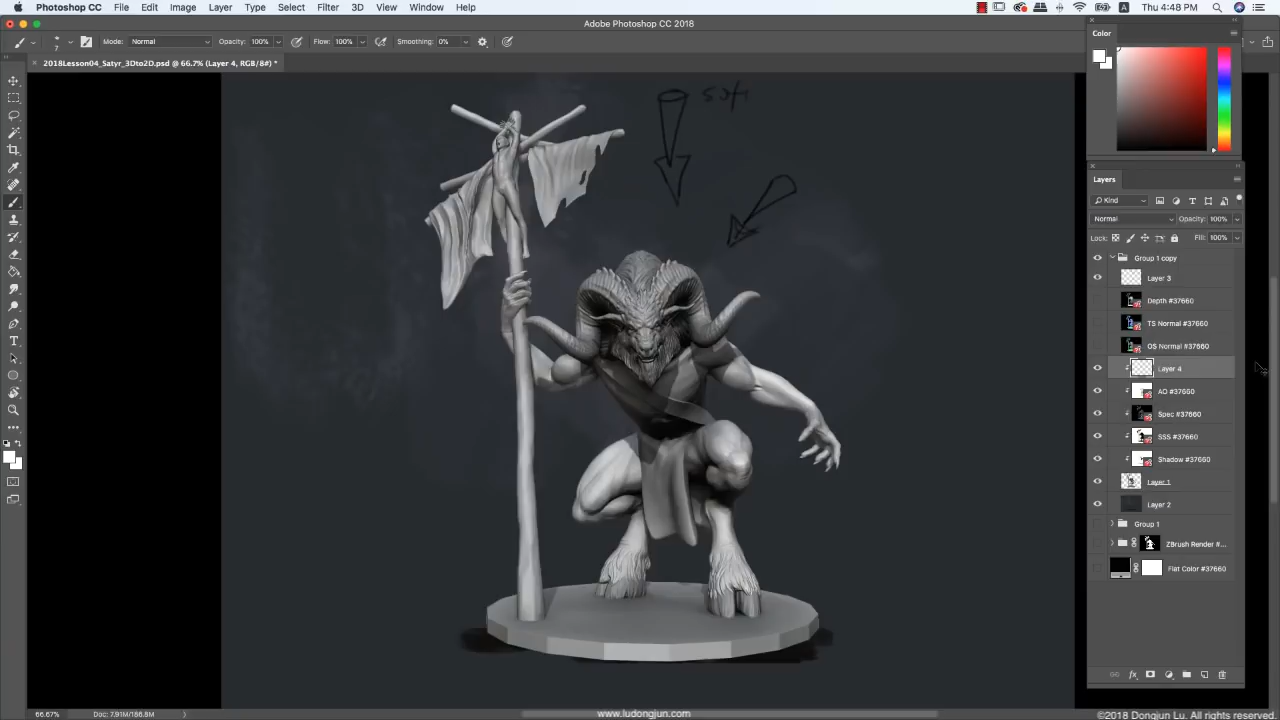 Photoshop CC File Edit Image Layer Type Select Filter 3D View Window Help
Thu 4:48 PM
Adobe Photoshop CC 2018
7 Mode: Normal Opacity: 100% Flow: 100% Smoothing: 0%
× 2018Lesson04_Satyr_3Dto2D.psd @ 66.7% (Layer 4, RGB/8#) *
Color
Layers
Kind
Normal Opacity: 100%
Lock: Fill: 100%
Group 1 copy
Layer 3
Depth #37660
TS Normal #37660
OS Normal #37660
Layer 4
AO #37660
Spec #37660
SSS #37660
Shadow #37660
Layer 1
Layer 2
Group 1
ZBrush Render #...
Flat Color #37660
66.67% Doc: 7.91M/186.8M
www.ludongjun.com
©2018 Dongjun Lu. All rights reserved.